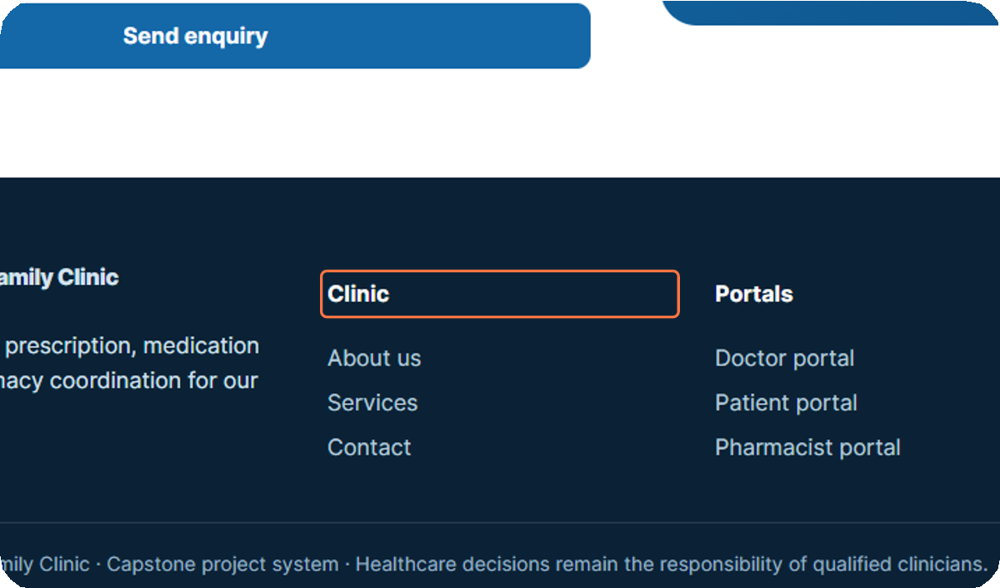 Send enquiry
amily Clinic
prescription, medication
macy coordination for our
Clinic
About us
Services
Contact
Portals
Doctor portal
Patient portal
Pharmacist portal
mily Clinic · Capstone project system · Healthcare decisions remain the responsibility of qualified clinicians.